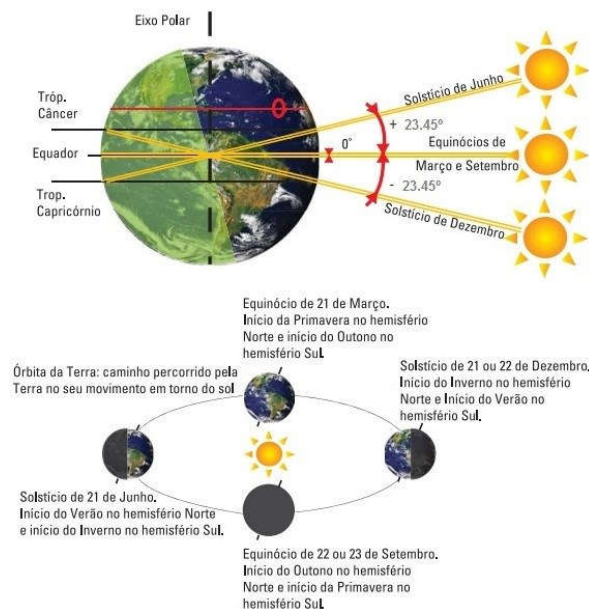 Eixo Polar
Tróp.
Câncer
Equador
Trop.
Capricórnio
Solstício de Junho
+ 23.45º
0°
Equinócios de
Março e Setembro
- 23.45º
Solstício de Dezembro
Equinócio de 21 de Março.
Início da Primavera no hemisfério
Norte e início do Outono no
hemisfério Sul.
Órbita da Terra: caminho percorrido pela
Terra no seu movimento em torno do sol
Solstício de 21 ou 22 de Dezembro.
Início do Inverno no hemisfério
Norte e Início do Verão no
hemisfério Sul.
Solstício de 21 de Junho.
Início do Verão no hemisfério Norte
e início do Inverno no hemisfério Sul.
Equinócio de 22 ou 23 de Setembro.
Início do Outono no hemisfério
Norte e início da Primavera no
hemisfério Sul.